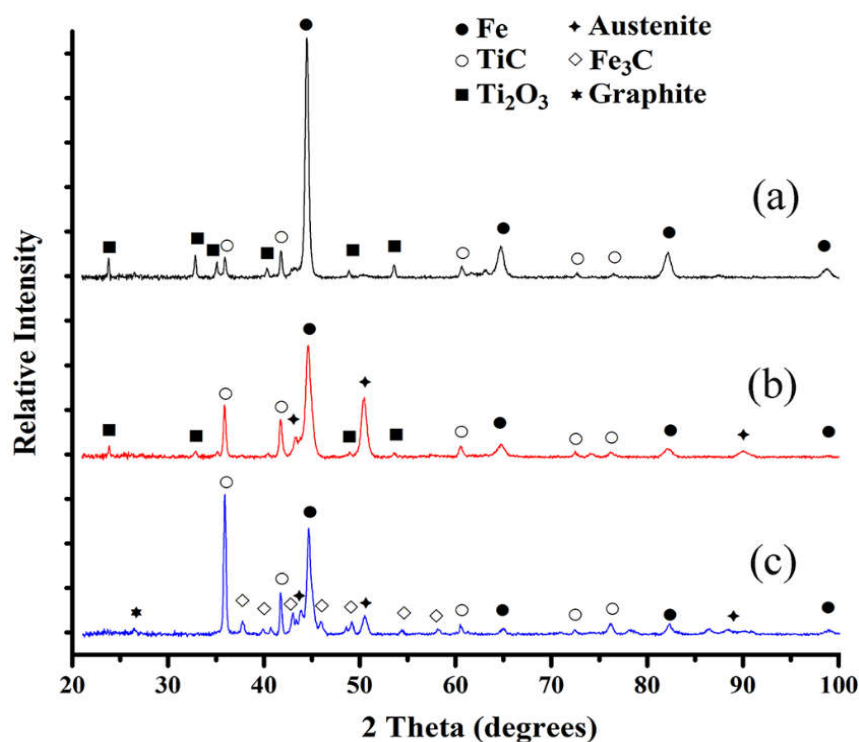 Fe
Austenite
TiC
Fe₃C
Ti₂O₃
Graphite
(a)
(b)
(c)
Relative Intensity
20 30 40 50 60 70 80 90 100
2 Theta (degrees)